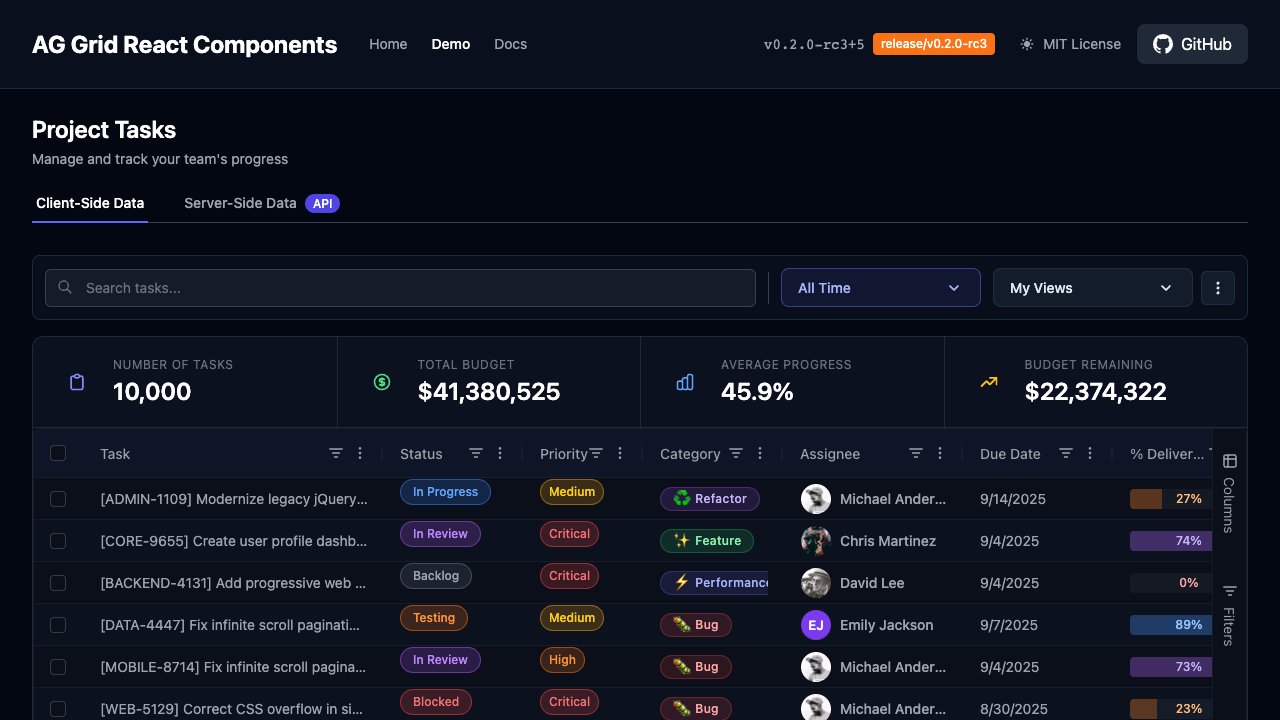 AG Grid React Components
Home
Demo
Docs
v0.2.0-rc3+5
release/v0.2.0-rc3
MIT License
GitHub
Project Tasks
Manage and track your team's progress
Client-Side Data
Server-Side Data
API
Search tasks...
All Time
My Views
NUMBER OF TASKS
10,000
TOTAL BUDGET
$41,380,525
AVERAGE PROGRESS
45.9%
BUDGET REMAINING
$22,374,322
Task
Status
Priority
Category
Assignee
Due Date
% Deliver...
[ADMIN-1109] Modernize legacy jQuery...
In Progress
Medium
Refactor
Michael Ander...
9/14/2025
27%
[CORE-9655] Create user profile dashb...
In Review
Critical
Feature
Chris Martinez
9/4/2025
74%
[BACKEND-4131] Add progressive web ...
Backlog
Critical
Performance
David Lee
9/4/2025
0%
[DATA-4447] Fix infinite scroll paginati...
Testing
Medium
Bug
EJ
Emily Jackson
9/7/2025
89%
[MOBILE-8714] Fix infinite scroll pagina...
In Review
High
Bug
Michael Ander...
9/4/2025
73%
[WEB-5129] Correct CSS overflow in si...
Blocked
Critical
Bug
Michael Ander...
8/30/2025
23%
Columns
Filters